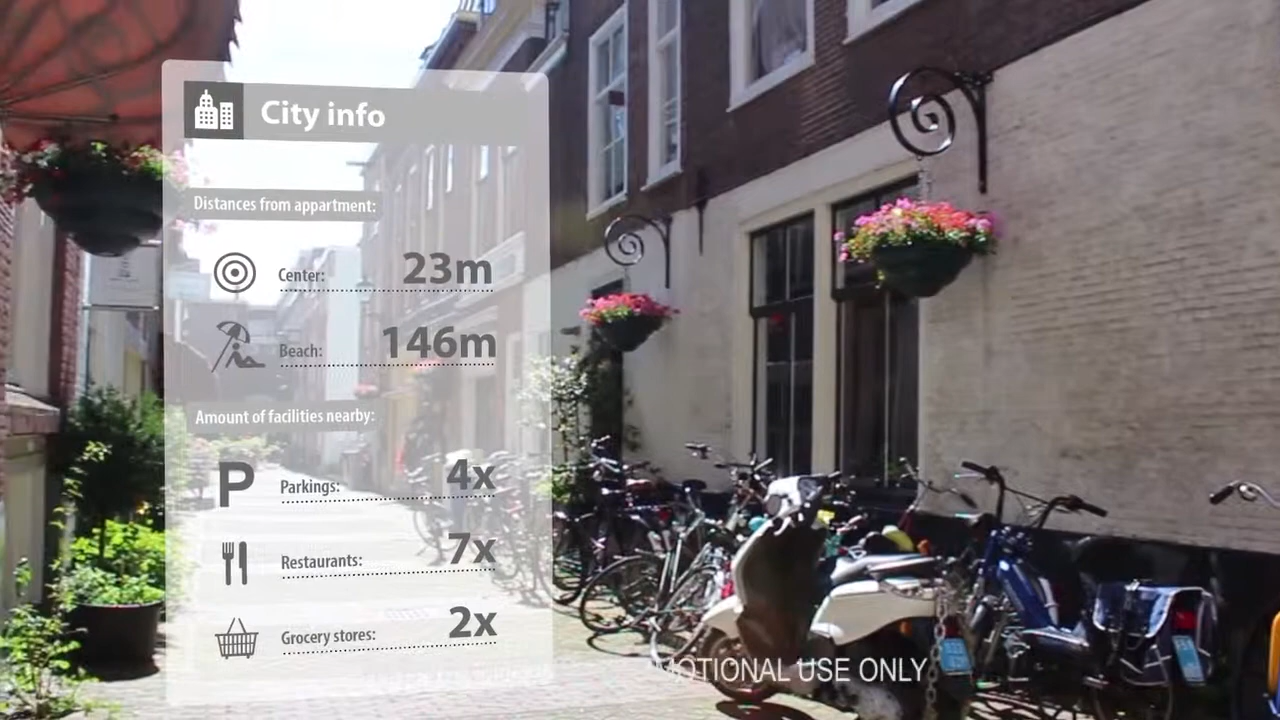 City info
Distances from appartment:
Center: 23m
Beach: 146m
Amount of facilities nearby:
P Parkings: 4x
Restaurants: 7x
Grocery stores: 2x
MOTIONAL USE ONLY